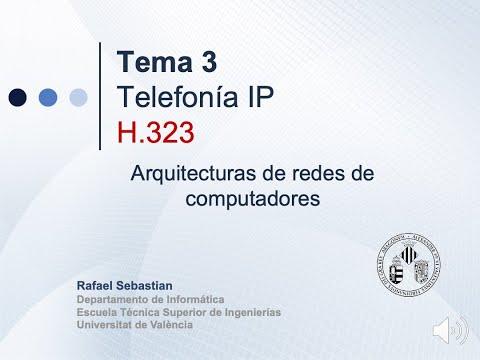 Tema 3
Telefonía IP
H.323
Arquitecturas de redes de
computadores
Rafael Sebastian
Departamento de Informática
Escuela Técnica Superior de Ingenierías
Universitat de València